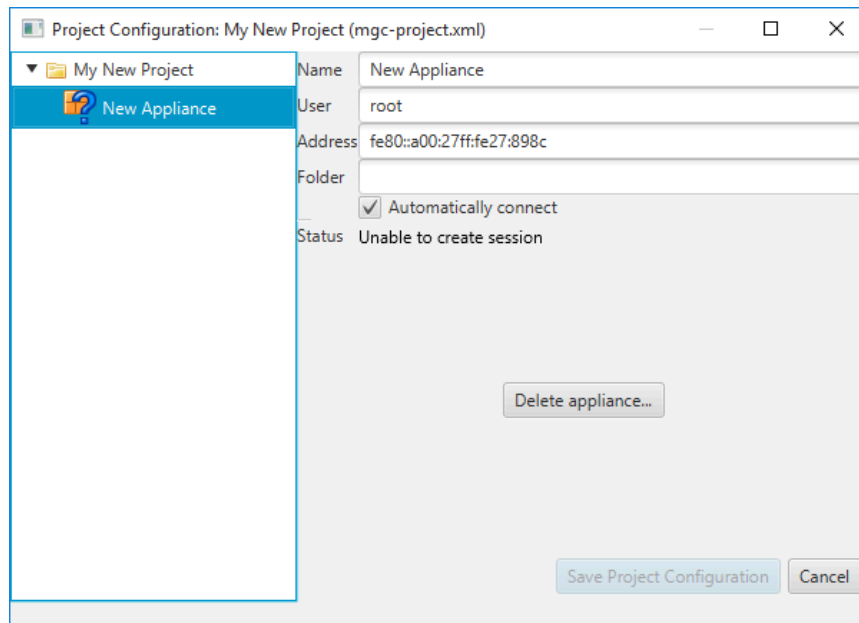 Project Configuration: My New Project (mgc-project.xml)
My New Project
New Appliance
Name New Appliance
User root
Address fe80::a00:27ff:fe27:898c
Folder
Automatically connect
Status Unable to create session
Delete appliance...
Save Project Configuration Cancel